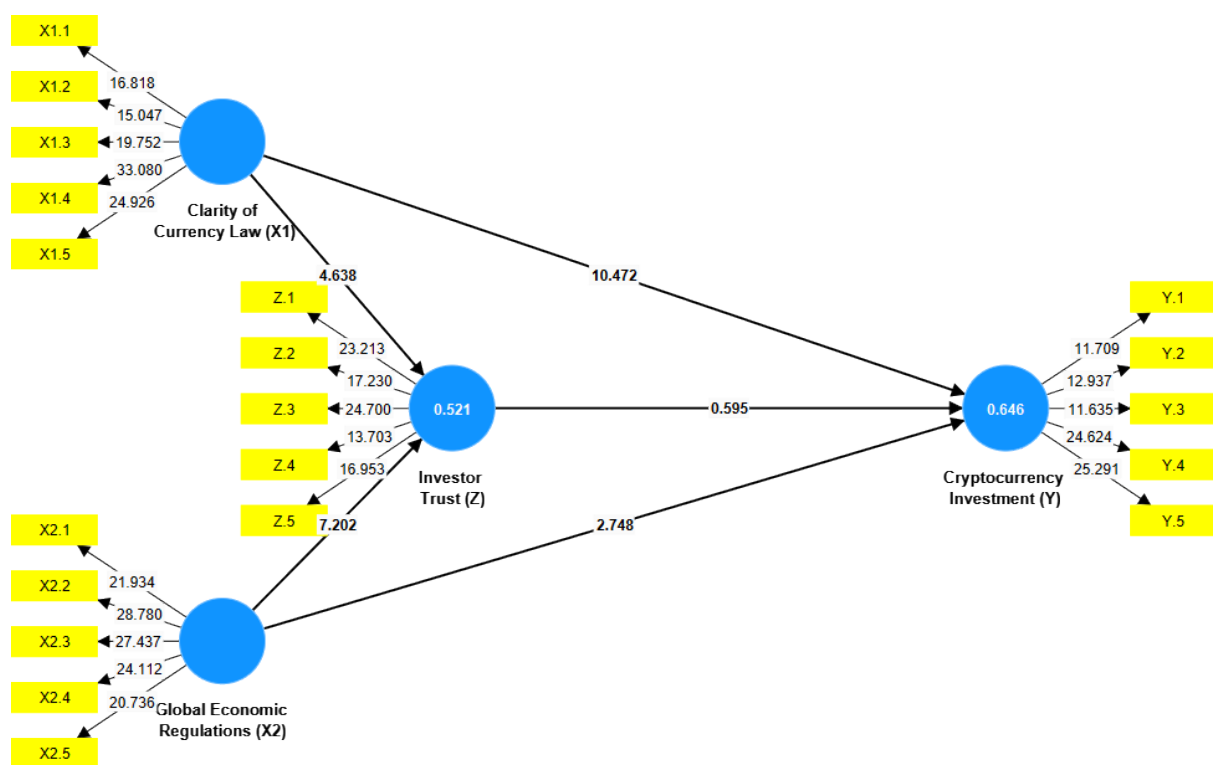 X1.1
X1.2
X1.3
X1.4
X1.5
16.818
15.047
19.752
33.080
24.926
Clarity of
Currency Law (X1)
4.638
10.472
Z.1
Z.2
Z.3
Z.4
Z.5
23.213
17.230
24.700
13.703
16.953
0.521
Investor
Trust (Z)
0.595
7.202
2.748
0.646
Cryptocurrency
Investment (Y)
11.709
12.937
11.635
24.624
25.291
Y.1
Y.2
Y.3
Y.4
Y.5
X2.1
X2.2
X2.3
X2.4
X2.5
21.934
28.780
27.437
24.112
20.736
Global Economic
Regulations (X2)